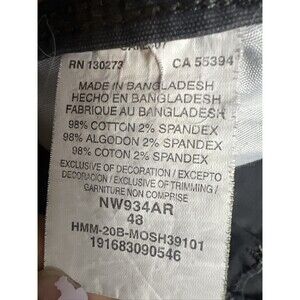 RN 130273 CA 55394
MADE IN BANGLADESH
HECHO EN BANGLADESH
FABRIQUE AU BANGLADESH
98% COTTON 2% SPANDEX
98% ALGODON 2% SPANDEX
98% COTON 2% SPANDEX
EXCLUSIVE OF DECORATION / EXCEPTO
DECORACION / EXCLUSIVE DE MATIERE /
GARNITURE NON COMPRISE
NW934AR
48
HMM-20B-MOSH39101
191683090546